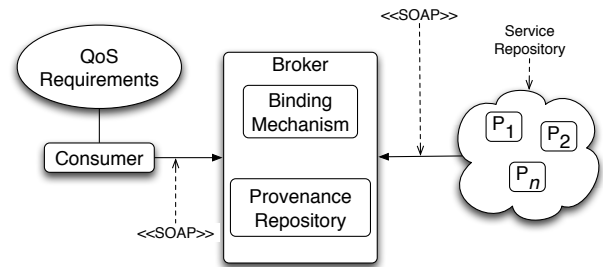 QoS
Requirements
Consumer
<<SOAP>>
Broker
Binding
Mechanism
Provenance
Repository
<<SOAP>>
Service
Repository
P1
P2
Pn